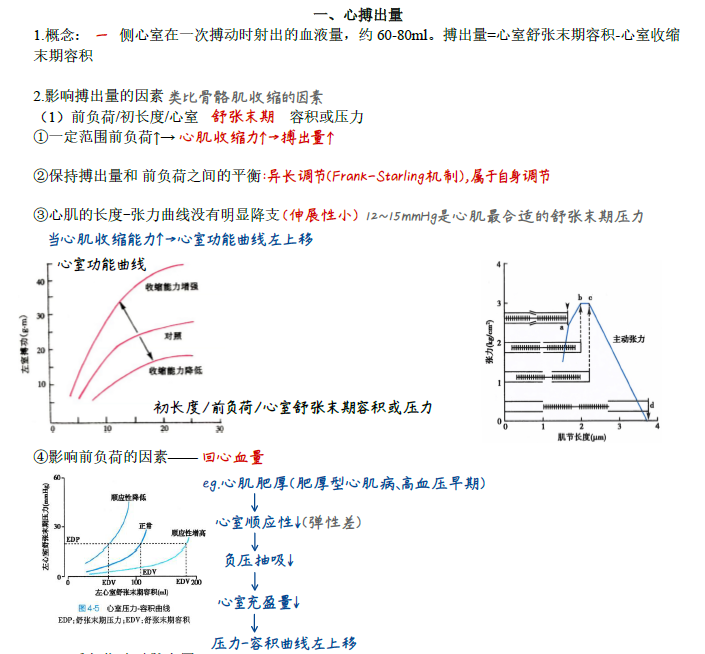 一、心搏出量
1.概念： 一 侧心室在一次搏动时射出的血液量，约 60-80ml。搏出量=心室舒张末期容积-心室收缩
末期容积
2.影响搏出量的因素 类比骨骼肌收缩的因素
（1）前负荷/初长度/心室 舒张末期 容积或压力
①一定范围前负荷↑→ 心肌收缩力↑→搏出量↑
②保持搏出量和 前负荷之间的平衡:异长调节(Frank-Starling机制),属于自身调节
③心肌的长度-张力曲线没有明显降支（伸展性小）12~15mmHg是心肌最合适的舒张末期压力
当心肌收缩能力↑→心室功能曲线左上移
心室功能曲线
左室搏功(g·m)
40
30
20
10
0
10
20
30
收缩能力增强
对照
收缩能力降低
初长度/前负荷/心室舒张末期容积或压力
张力(kg/cm²)
4
3
2
1
0
1
2
3
4
a
b
c
d
主动张力
肌节长度(μm)
④影响前负荷的因素—— 回心血量
左心室舒张末期压力(mmHg)
60
30
0
EDP
顺应性降低
正常
顺应性增高
EDV
0
EDV
100
EDV
200
左心室舒张末期容积(ml)
图4-5 心室压力-容积曲线
EDP:舒张末期压力;EDV:舒张末期容积
eg.心肌肥厚(肥厚型心肌病、高血压早期)
↓
心室顺应性↓(弹性差)
↓
负压抽吸↓
↓
心室充盈量↓
↓
压力-容积曲线左上移